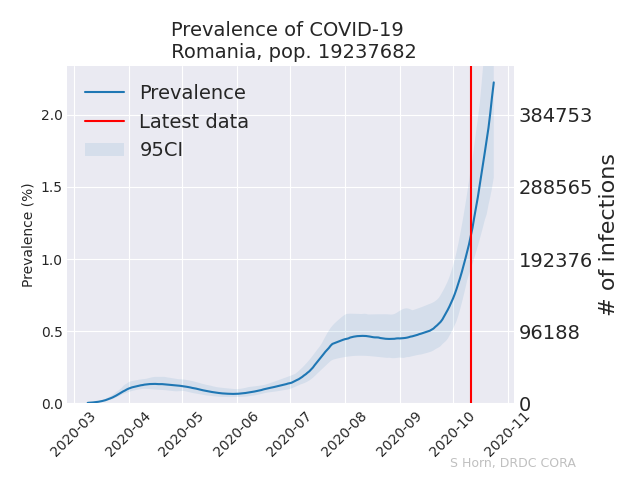 Prevalence of COVID-19
Romania, pop. 19237682
Prevalence
Latest data
95CI
Prevalence (%)
2.0
1.5
1.0
0.5
0.0
384753
288565
192376
96188
0
# of infections
2020-03
2020-04
2020-05
2020-06
2020-07
2020-08
2020-09
2020-10
2020-11
S Horn, DRDC CORA